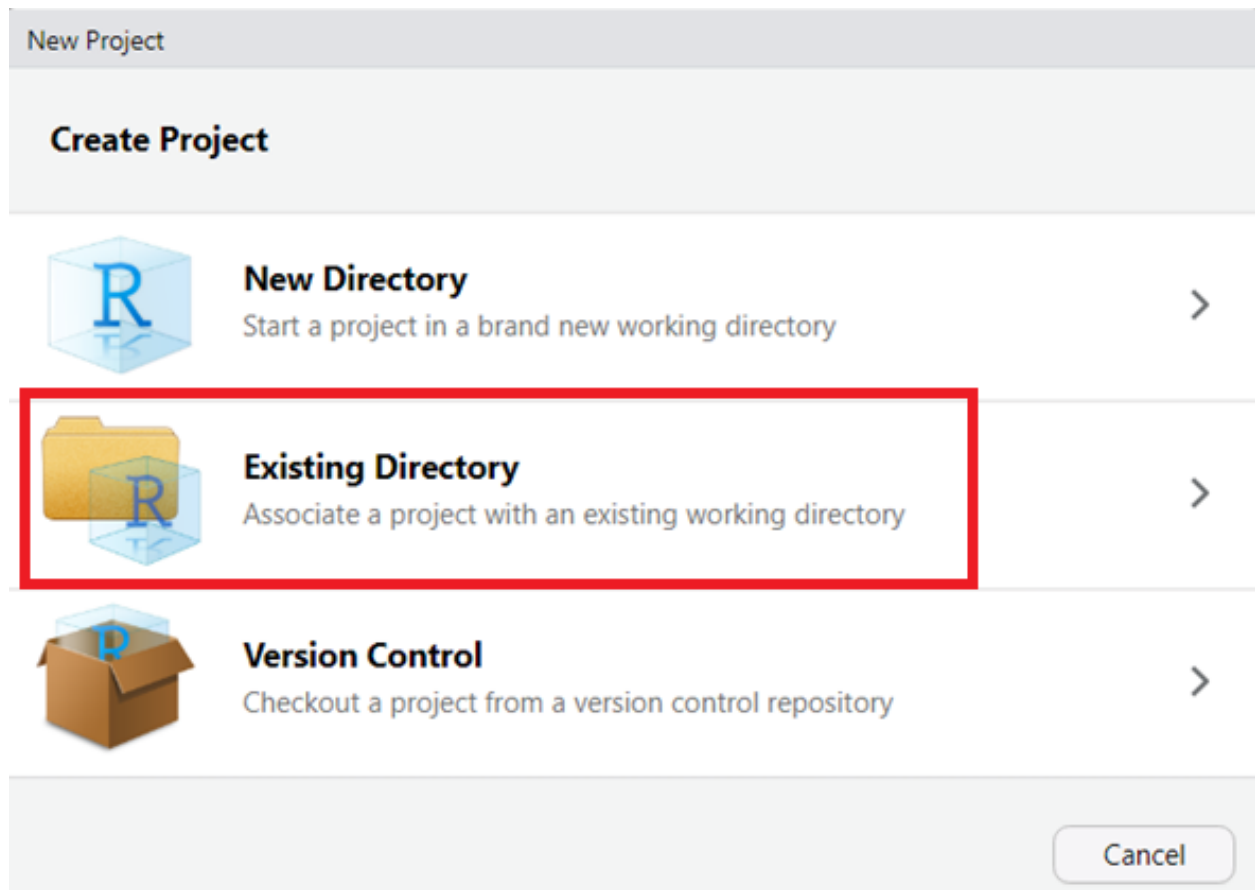 New Project
Create Project
R
New Directory
Start a project in a brand new working directory
R
Existing Directory
Associate a project with an existing working directory
R
Version Control
Checkout a project from a version control repository
Cancel